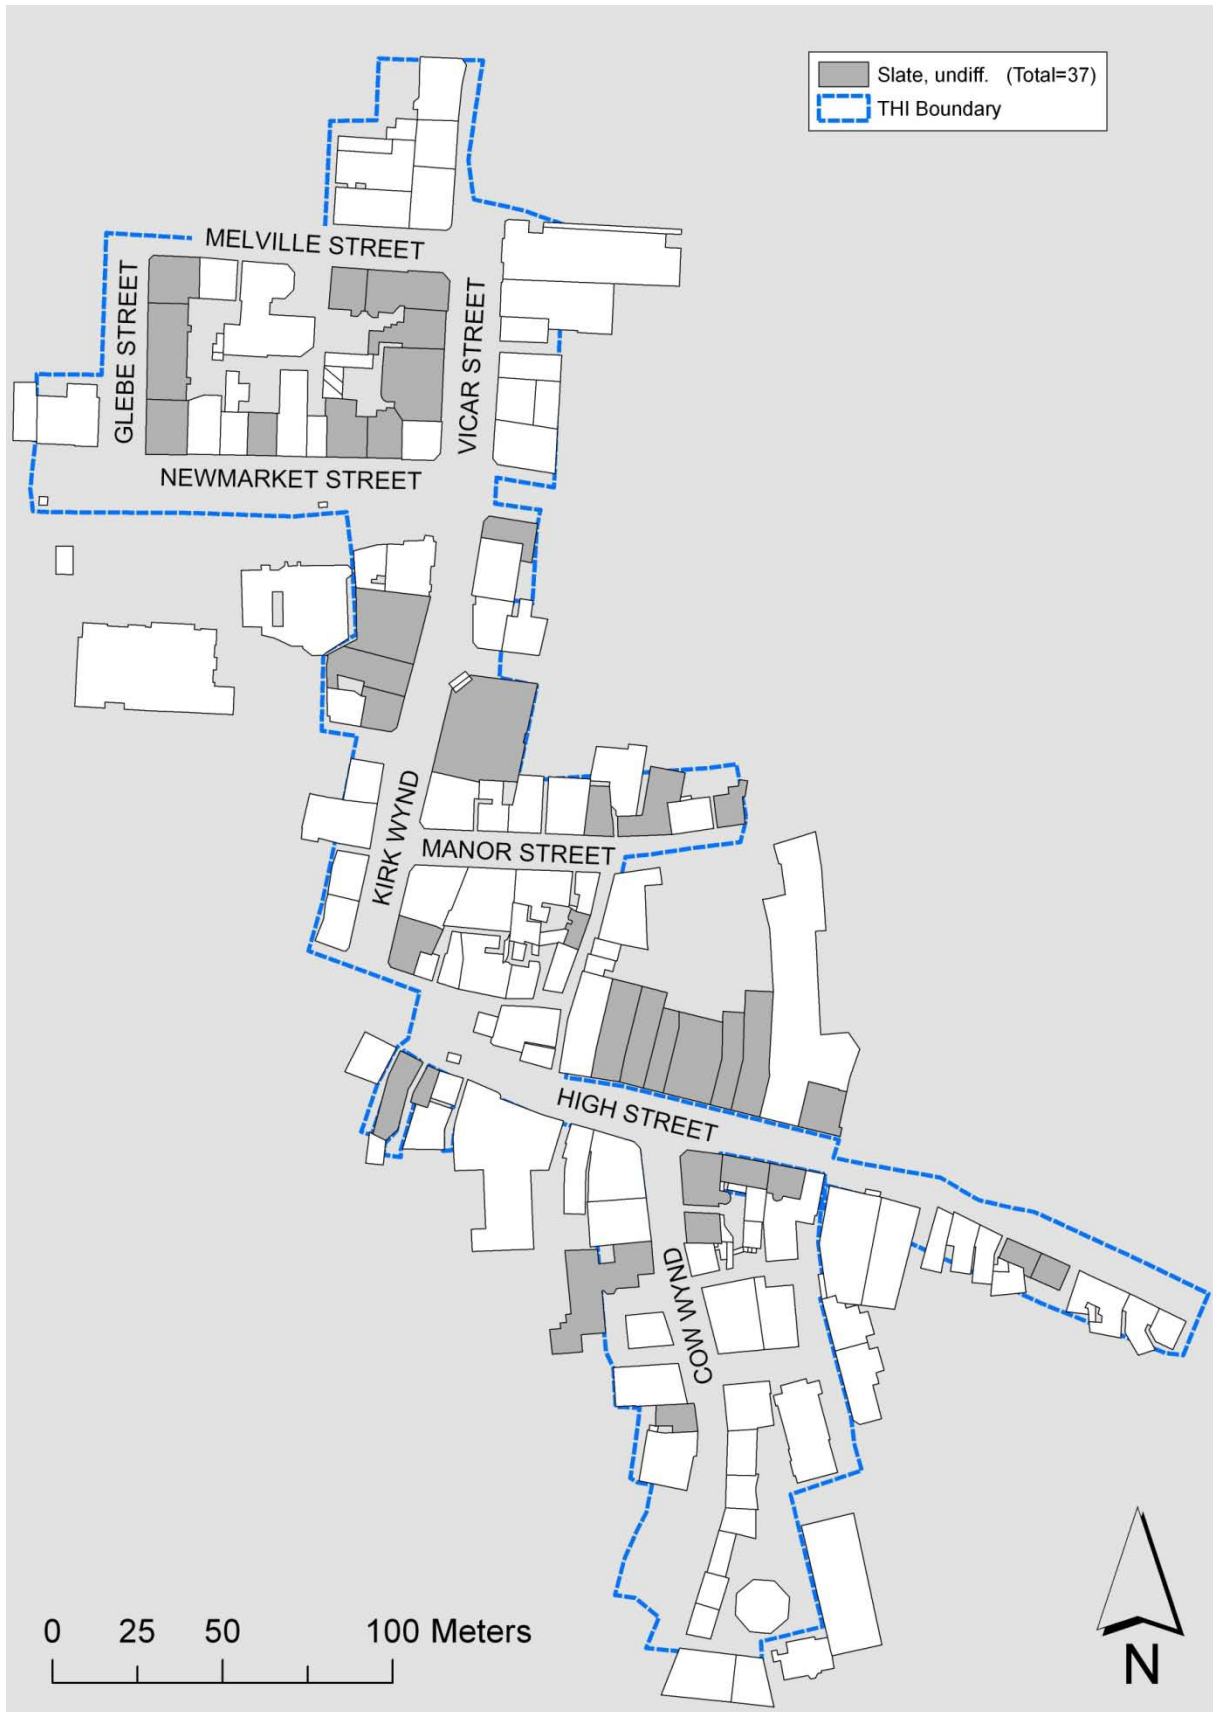 Slate, undiff. (Total=37)
THI Boundary
MELVILLE STREET
GLEBE STREET
VICAR STREET
NEWMARKET STREET
KIRK WYND
MANOR STREET
HIGH STREET
COW WYND
0 25 50 100 Meters
N